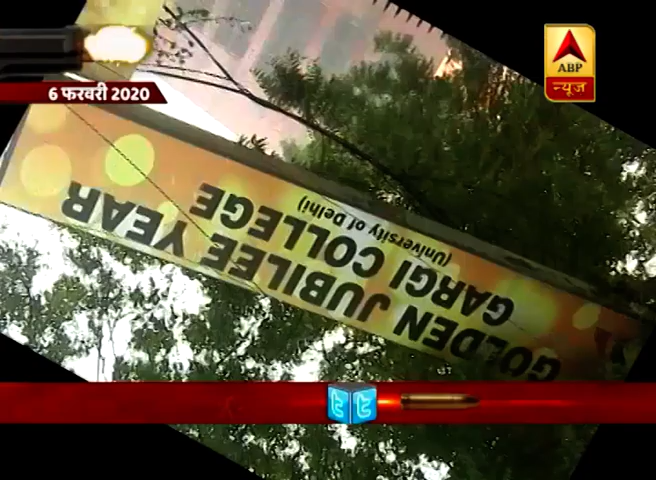 6 फरवरी 2020
ABP
न्यूज़
GOLDEN JUBILEE YEAR
GARGI COLLEGE
(University of Delhi)